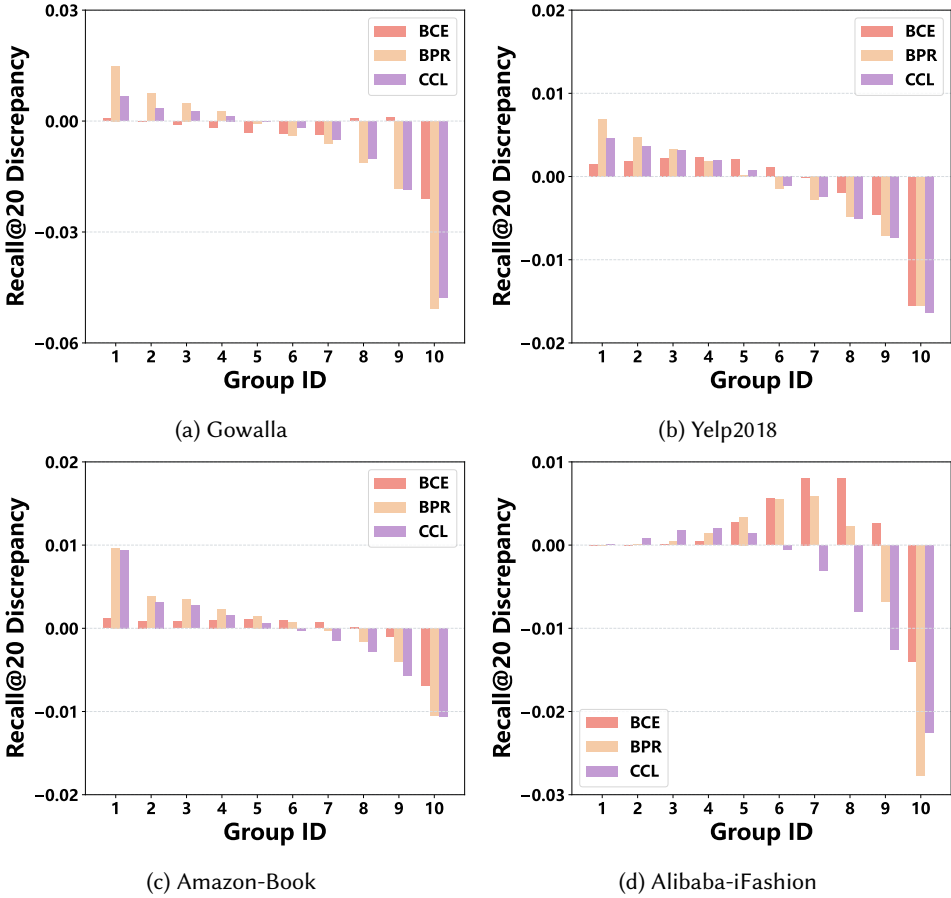 0.03
0.00
−0.03
−0.06
Recall@20 Discrepancy
BCE
BPR
CCL
1 2 3 4 5 6 7 8 9 10
Group ID
(a) Gowalla
0.02
0.01
0.00
−0.01
−0.02
Recall@20 Discrepancy
BCE
BPR
CCL
1 2 3 4 5 6 7 8 9 10
Group ID
(b) Yelp2018
0.02
0.01
0.00
−0.01
−0.02
Recall@20 Discrepancy
BCE
BPR
CCL
1 2 3 4 5 6 7 8 9 10
Group ID
(c) Amazon-Book
0.01
0.00
−0.01
−0.02
−0.03
Recall@20 Discrepancy
BCE
BPR
CCL
1 2 3 4 5 6 7 8 9 10
Group ID
(d) Alibaba-iFashion